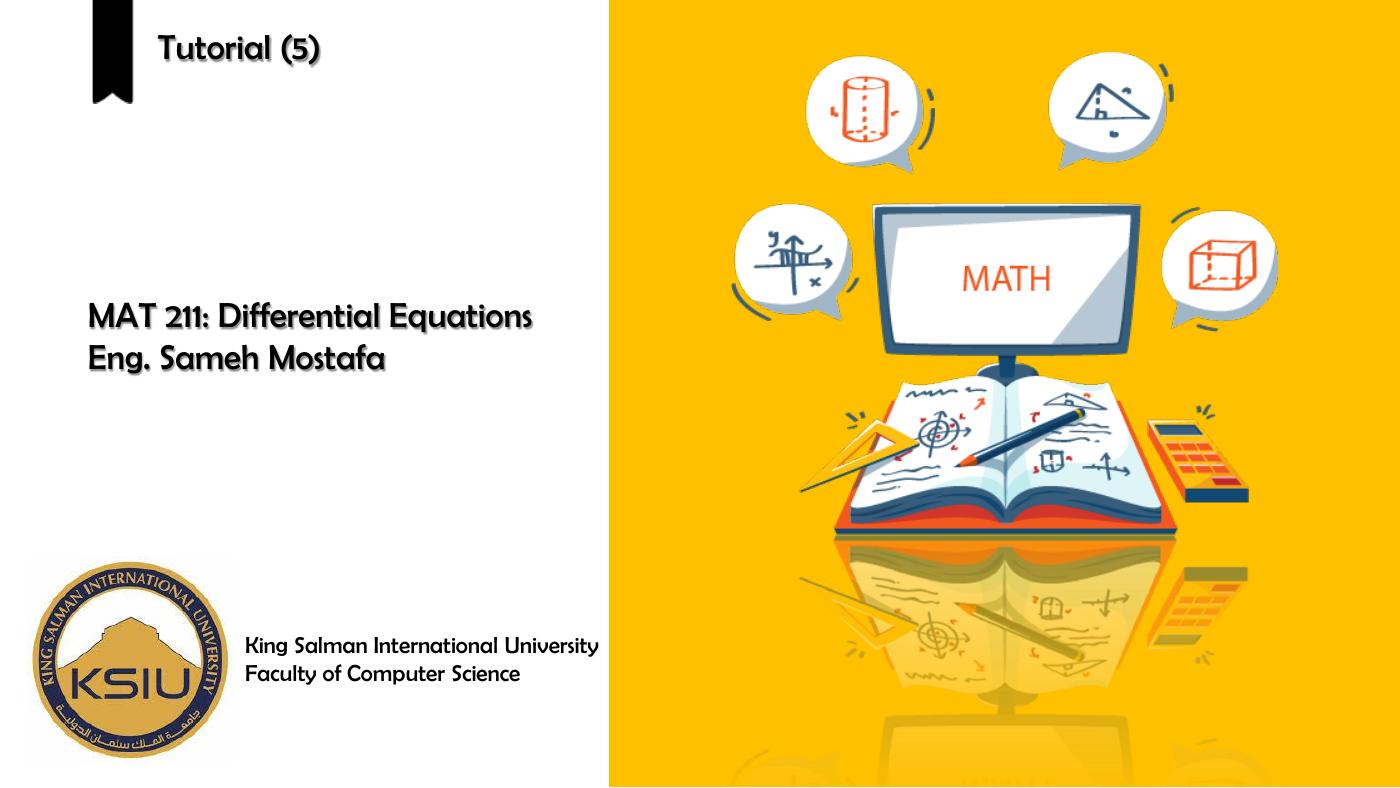 Tutorial (5)
MAT 211: Differential Equations
Eng. Sameh Mostafa
KING SALMAN INTERNATIONAL UNIVERSITY
KSIU
جامعة الملك سلمان الدولية
King Salman International University
Faculty of Computer Science
y
x
MATH